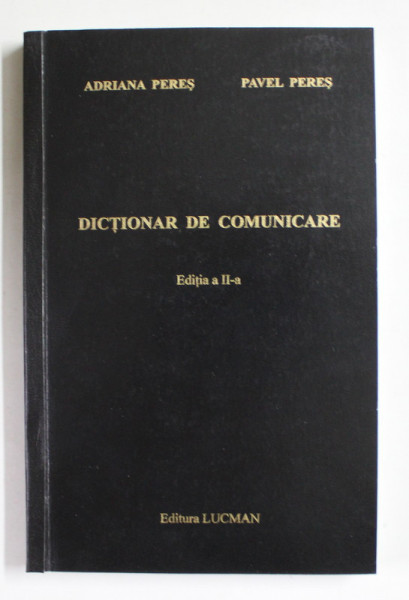 ADRIANA PEREȘ PAVEL PEREȘ
DICȚIONAR DE COMUNICARE
Ediția a II-a
Editura LUCMAN